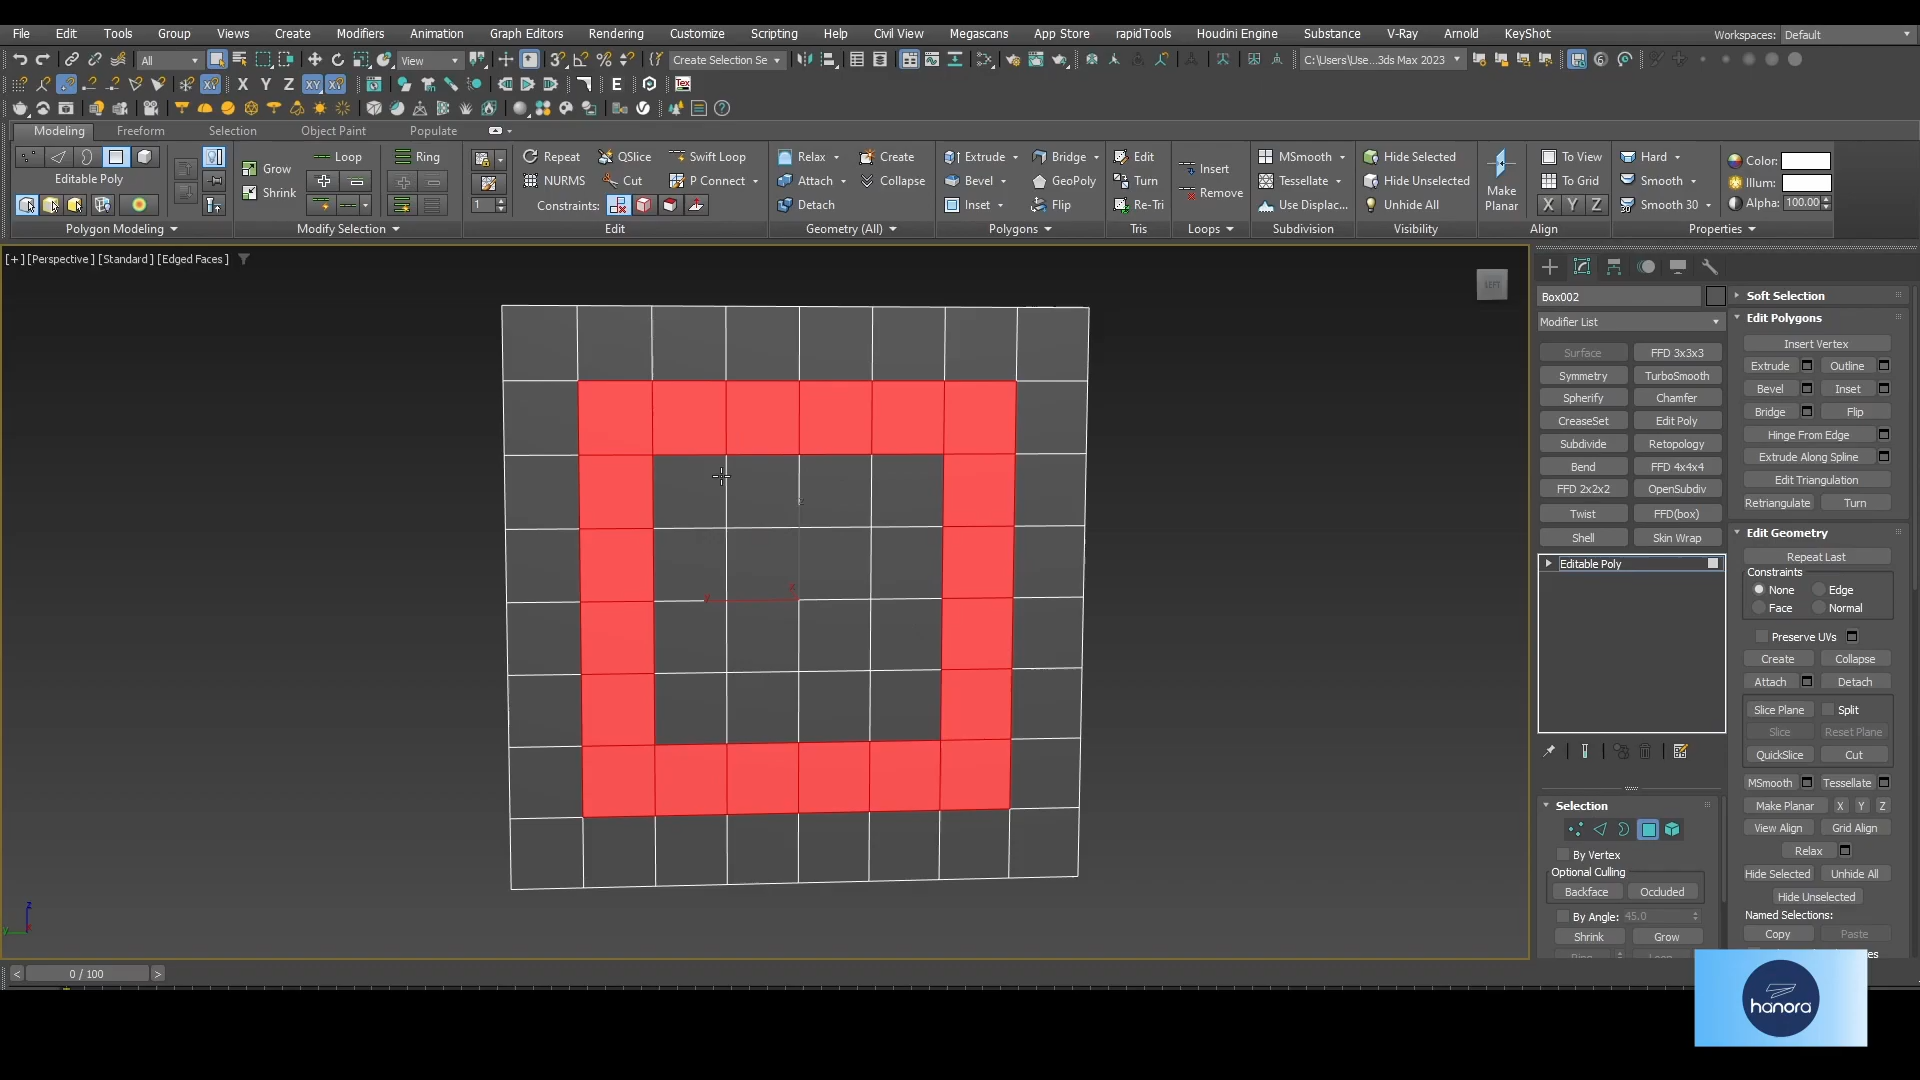 File Edit Tools Group Views Create Modifiers Animation Graph Editors Rendering Customize Scripting Help Civil View Megascans App Store rapidTools Houdini Engine Substance V-Ray Arnold KeyShot Workspaces: Default
All View Create Selection Se C:\Users\Use...3ds Max 2023
X Y Z XY XP E Tex
Modeling Freeform Selection Object Paint Populate
Grow Loop Ring Repeat QSlice Swift Loop Relax Create Extrude Bridge Edit Insert MSmooth Hide Selected To View Hard Color:
Editable Poly Shrink NURMS Cut P Connect Attach Collapse Bevel GeoPoly Turn Remove Tessellate Hide Unselected Make Planar To Grid Smooth Illum:
1 Constraints: Detach Inset Flip Re-Tri Use Displac... Unhide All X Y Z Smooth 30 Alpha: 100.00
Polygon Modeling Modify Selection Edit Geometry (All) Polygons Tris Loops Subdivision Visibility Align Properties
[+] [Perspective] [Standard] [Edged Faces]
LEFT
x
z
y
Box002
Modifier List
Surface FFD 3x3x3
Symmetry TurboSmooth
Spherify Chamfer
CreaseSet Edit Poly
Subdivide Retopology
Bend FFD 4x4x4
FFD 2x2x2 OpenSubdiv
Twist FFD(box)
Shell Skin Wrap
Editable Poly
Selection
By Vertex
Optional Culling
Backface Occluded
By Angle: 45.0
Shrink Grow
Soft Selection
Edit Polygons
Insert Vertex
Extrude Outline
Bevel Inset
Bridge Flip
Hinge From Edge
Extrude Along Spline
Edit Triangulation
Retriangulate Turn
Edit Geometry
Repeat Last
Constraints
None Edge
Face Normal
Preserve UVs
Create Collapse
Attach Detach
Slice Plane Split
Slice Reset Plane
QuickSlice Cut
MSmooth Tessellate
Make Planar X Y Z
View Align Grid Align
Relax
Hide Selected Unhide All
Hide Unselected
Named Selections:
Copy Paste
es
< 0 / 100 >
hanora